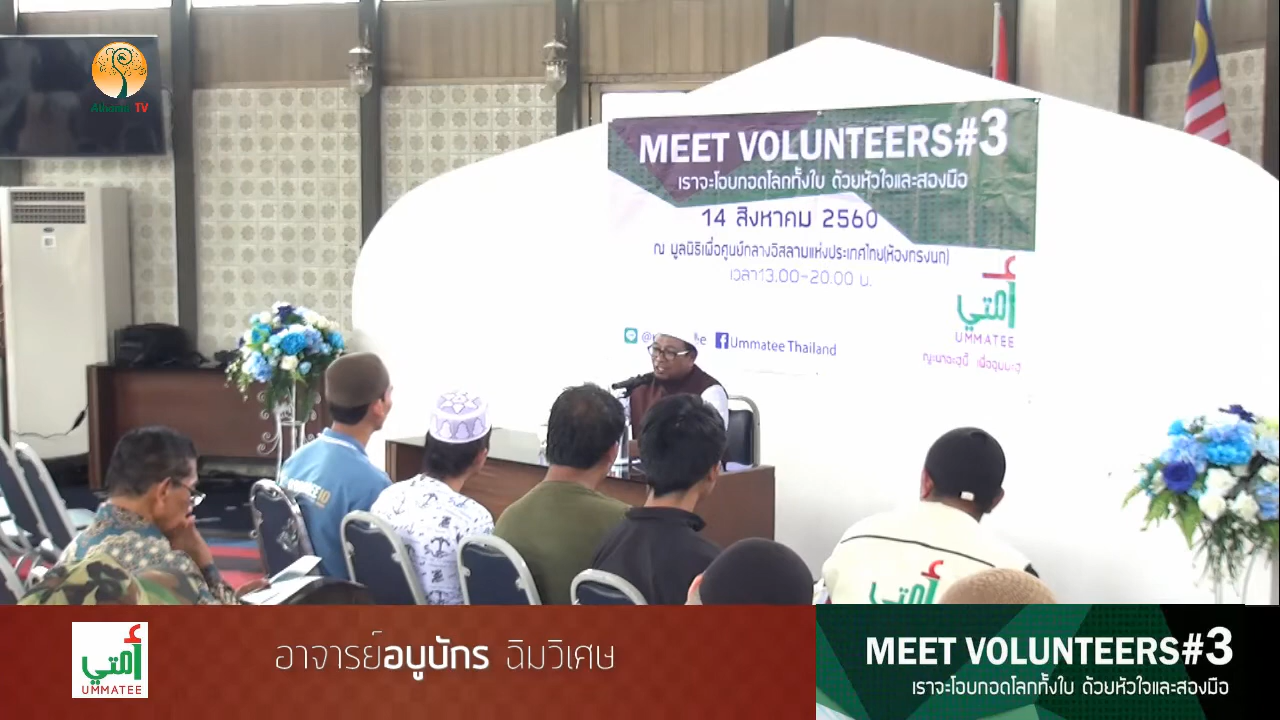 TV
MEET VOLUNTEERS#3
เราจะโอบกอดโลกทั้งใบ ด้วยหัวใจและสองมือ
14 สิงหาคม 2560
ณ มูลนิธิเพื่อศูนย์กลางอิสลามแห่งประเทศไทย(ห้องกรงนก)
เวลา13.00-20.00 น.
أمتي
UMMATEE
Ummatee Thailand
أمتي
UMMATEE
อาจารย์อบูบักร ฉิมวิเศษ
MEET VOLUNTEERS#3
เราจะโอบกอดโลกทั้งใบ ด้วยหัวใจและสองมือ